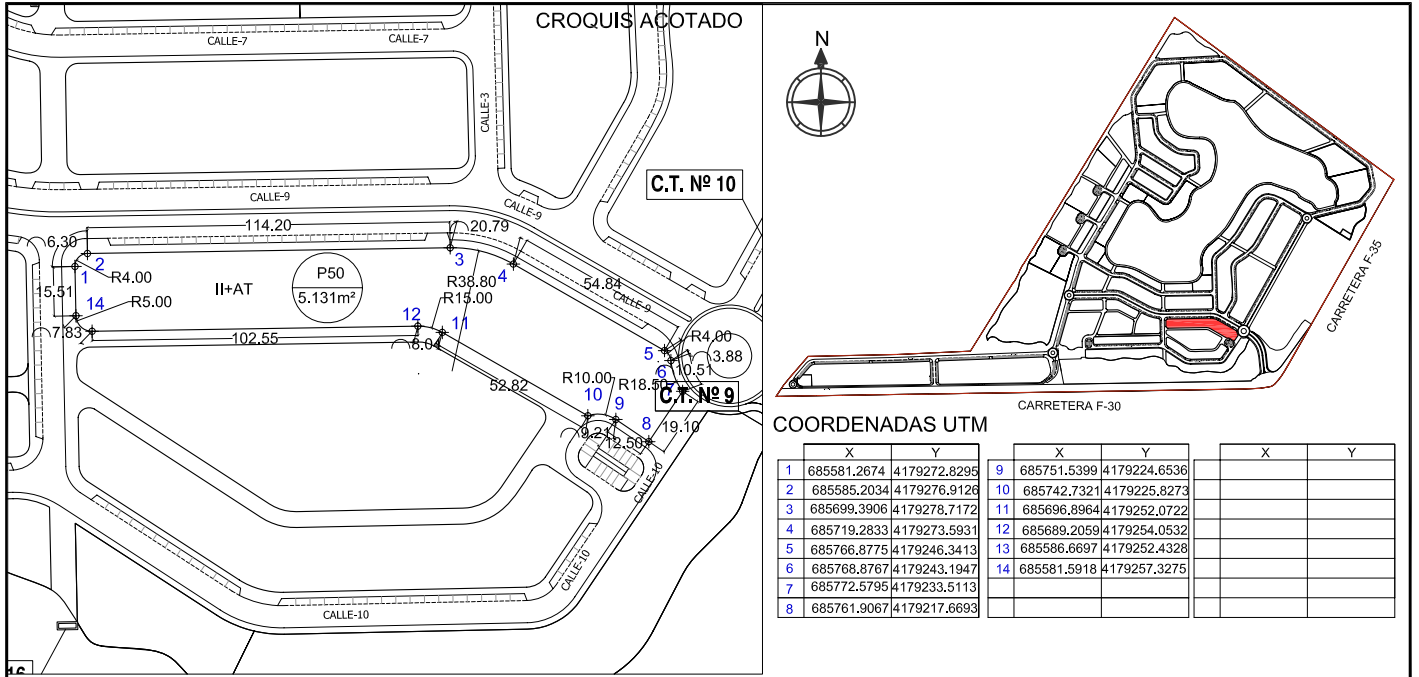 CROQUIS ACOTADO
CALLE-7
CALLE-7
CALLE-3
CALLE-9
CALLE-9
C.T. Nº 10
114.20
20.79
6.30
2
3
4
1
R4.00
P50
5.131m²
II+AT
R38.80
R15.00
54.84
CALLE-9
15.51
14
R5.00
12
11
7.83
102.55
8.04
5
R4.00
3.88
6
10.51
52.82
R10.00
R18.50
7
C.T. Nº 9
10
9
8
9.21
12.50
19.10
CALLE-10
CALLE-10
CALLE-10
16
N
CARRETERA F-35
CARRETERA F-30
COORDENADAS UTM
X Y X Y X Y
1 685581.2674 4179272.8295 9 685751.5399 4179224.6536
2 685585.2034 4179276.9126 10 685742.7321 4179225.8273
3 685699.3906 4179278.7172 11 685696.8964 4179252.0722
4 685719.2833 4179273.5931 12 685689.2059 4179254.0532
5 685766.8775 4179246.3413 13 685586.6697 4179252.4328
6 685768.8767 4179243.1947 14 685581.5918 4179257.3275
7 685772.5795 4179233.5113
8 685761.9067 4179217.6693